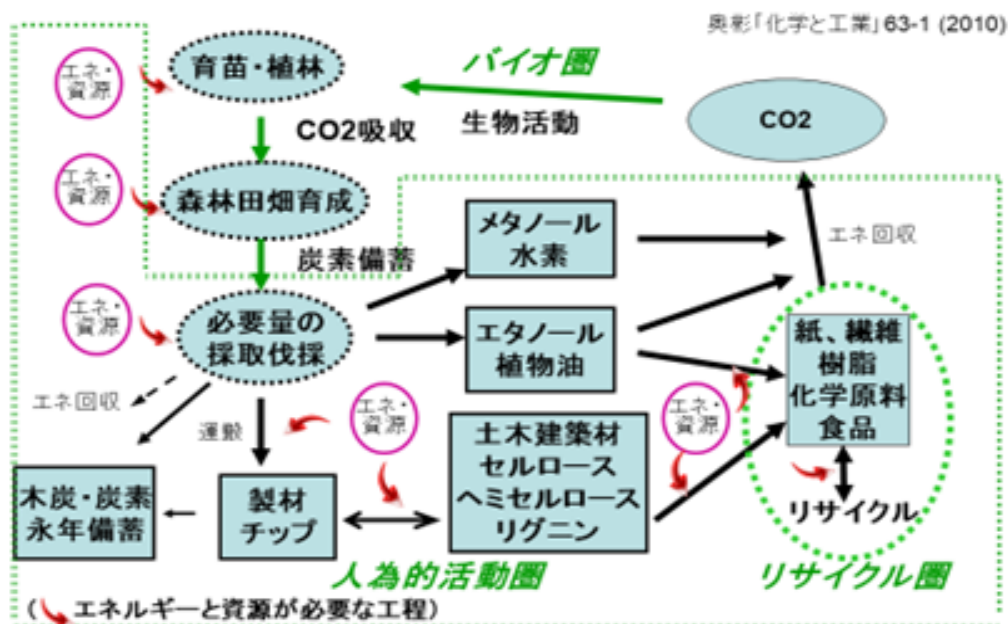 奥彰「化学と工業」63-1 (2010)
エネ・
資源
育苗・植林
バイオ圏
生物活動
CO2
CO2吸収
エネ・
資源
森林田畑育成
炭素備蓄
メタノール
水素
エネ回収
エネ・
資源
必要量の
採取伐採
エタノール
植物油
紙、繊維
樹脂
化学原料
食品
エネ回収
運搬
エネ・
資源
エネ・
資源
土木建築材
セルロース
ヘミセルロース
リグニン
木炭・炭素
永年備蓄
製材
チップ
リサイクル
人為的活動圏
リサイクル圏
(エネルギーと資源が必要な工程)